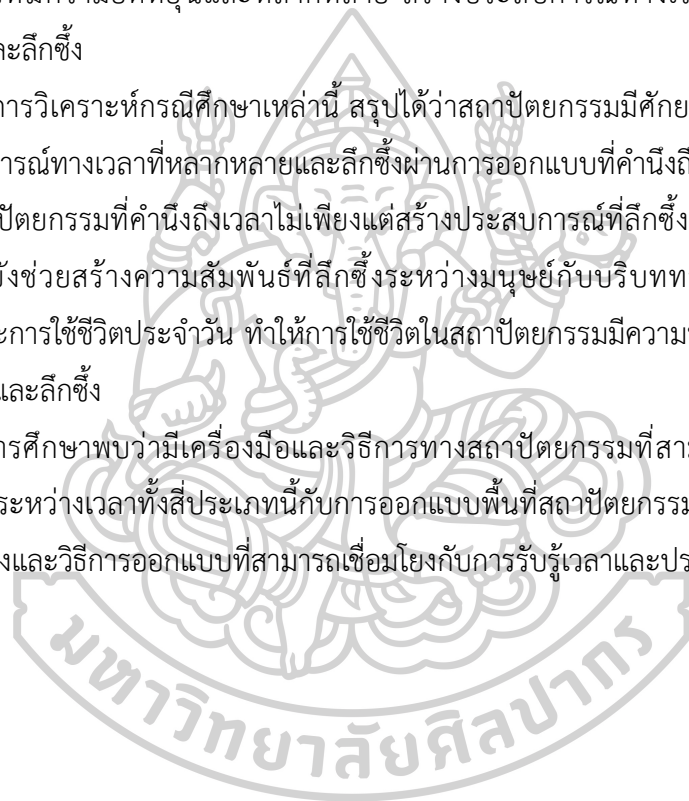 ละลึกซึ้ง
การวิเคราะห์กรณีศึกษาเหล่านี้ สรุปได้ว่าสถาปัตยกรรมมีศักย
ารณ์ทางเวลาที่หลากหลายและลึกซึ้งผ่านการออกแบบที่คำนึงถึ
ปัตยกรรมที่คำนึงถึงเวลาไม่เพียงแต่สร้างประสบการณ์ที่ลึกซึ้ง
ยังช่วยสร้างความสัมพันธ์ที่ลึกซึ้งระหว่างมนุษย์กับบริบทท
ะการใช้ชีวิตประจำวัน ทำให้การใช้ชีวิตในสถาปัตยกรรมมีความ
และลึกซึ้ง
การศึกษาพบว่ามีเครื่องมือและวิธีการทางสถาปัตยกรรมที่สาม
ระหว่างเวลาทั้งสี่ประเภทนี้กับการออกแบบพื้นที่สถาปัตยกรรม
งและวิธีการออกแบบที่สามารถเชื่อมโยงกับการรับรู้เวลาและปร
มหาวิทยาลัยศิลปากร